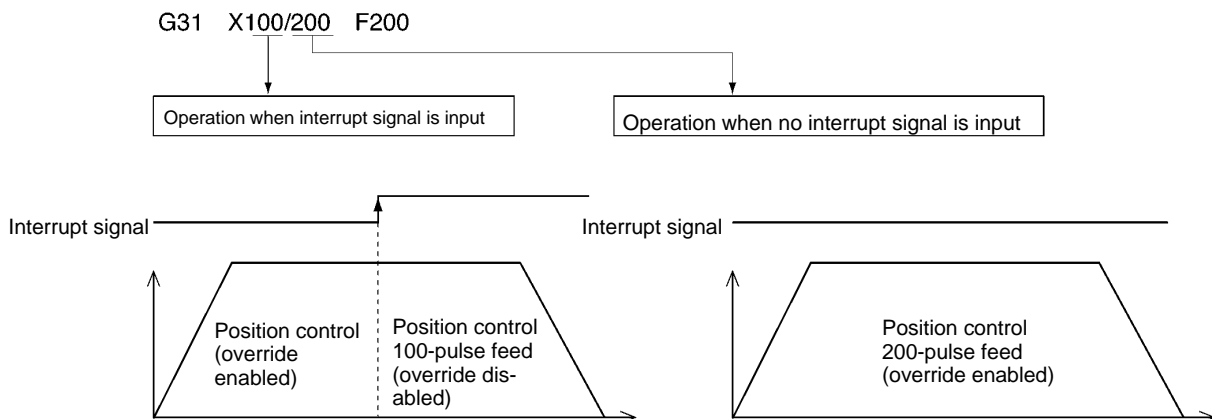 G31 X100/200 F200
Operation when interrupt signal is input
Operation when no interrupt signal is input
Interrupt signal
Position control
(override
enabled)
Position control
100-pulse feed
(override dis-
abled)
Interrupt signal
Position control
200-pulse feed
(override enabled)